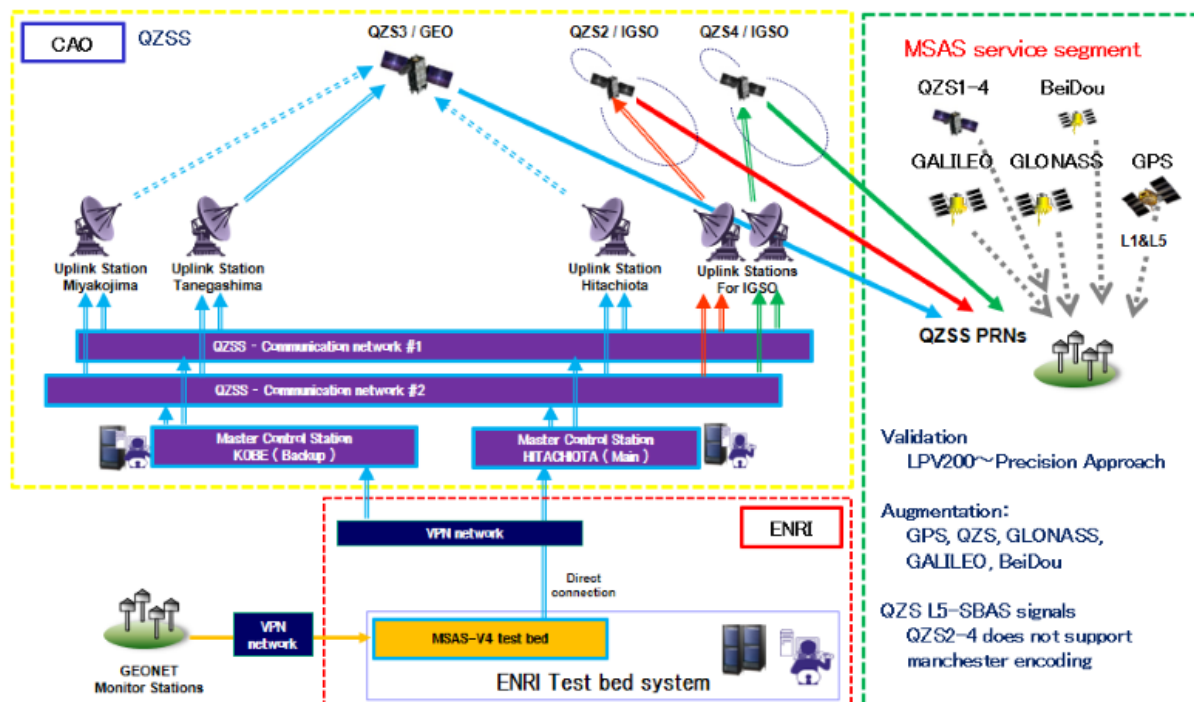 CAO
QZSS
QZS3 / GEO
QZS2 / IGSO
QZS4 / IGSO
Uplink Station
Miyakojima
Uplink Station
Tanegashima
Uplink Station
Hitachiota
Uplink Stations
For IGSO
QZSS - Communication network #1
QZSS - Communication network #2
Master Control Station
KOBE ( Backup )
Master Control Station
HITACHIOTA ( Main )
MSAS service segment
QZS1-4
BeiDou
GALILEO
GLONASS
GPS
L1&L5
QZSS PRNs
Validation
LPV200～Precision Approach
Augmentation:
GPS, QZS, GLONASS,
GALILEO, BeiDou
QZS L5-SBAS signals
QZS2-4 does not support
manchester encoding
VPN network
ENRI
Direct
connection
GEONET
Monitor Stations
VPN
network
MSAS-V4 test bed
ENRI Test bed system